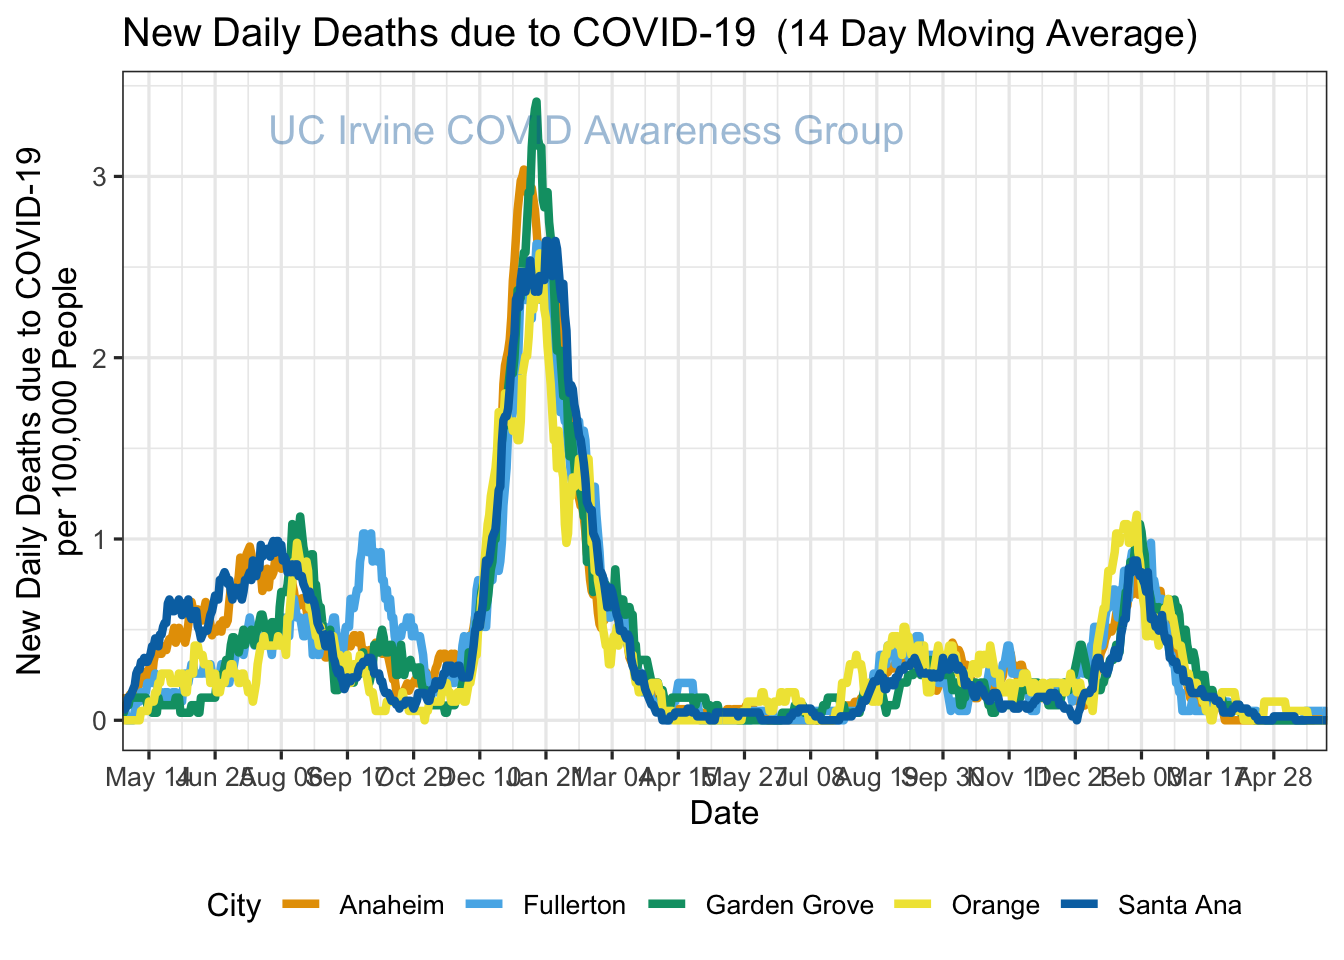 New Daily Deaths due to COVID-19 (14 Day Moving Average)
UC Irvine COVID Awareness Group
New Daily Deaths due to COVID-19
per 100,000 People
3
2
1
0
May 14 Jun 25 Aug 06 Sep 17 Oct 29 Dec 10 Jan 21 Mar 04 Apr 15 May 27 Jul 08 Aug 19 Sep 30 Nov 11 Dec 23 Feb 03 Mar 17 Apr 28
Date
City Anaheim Fullerton Garden Grove Orange Santa Ana